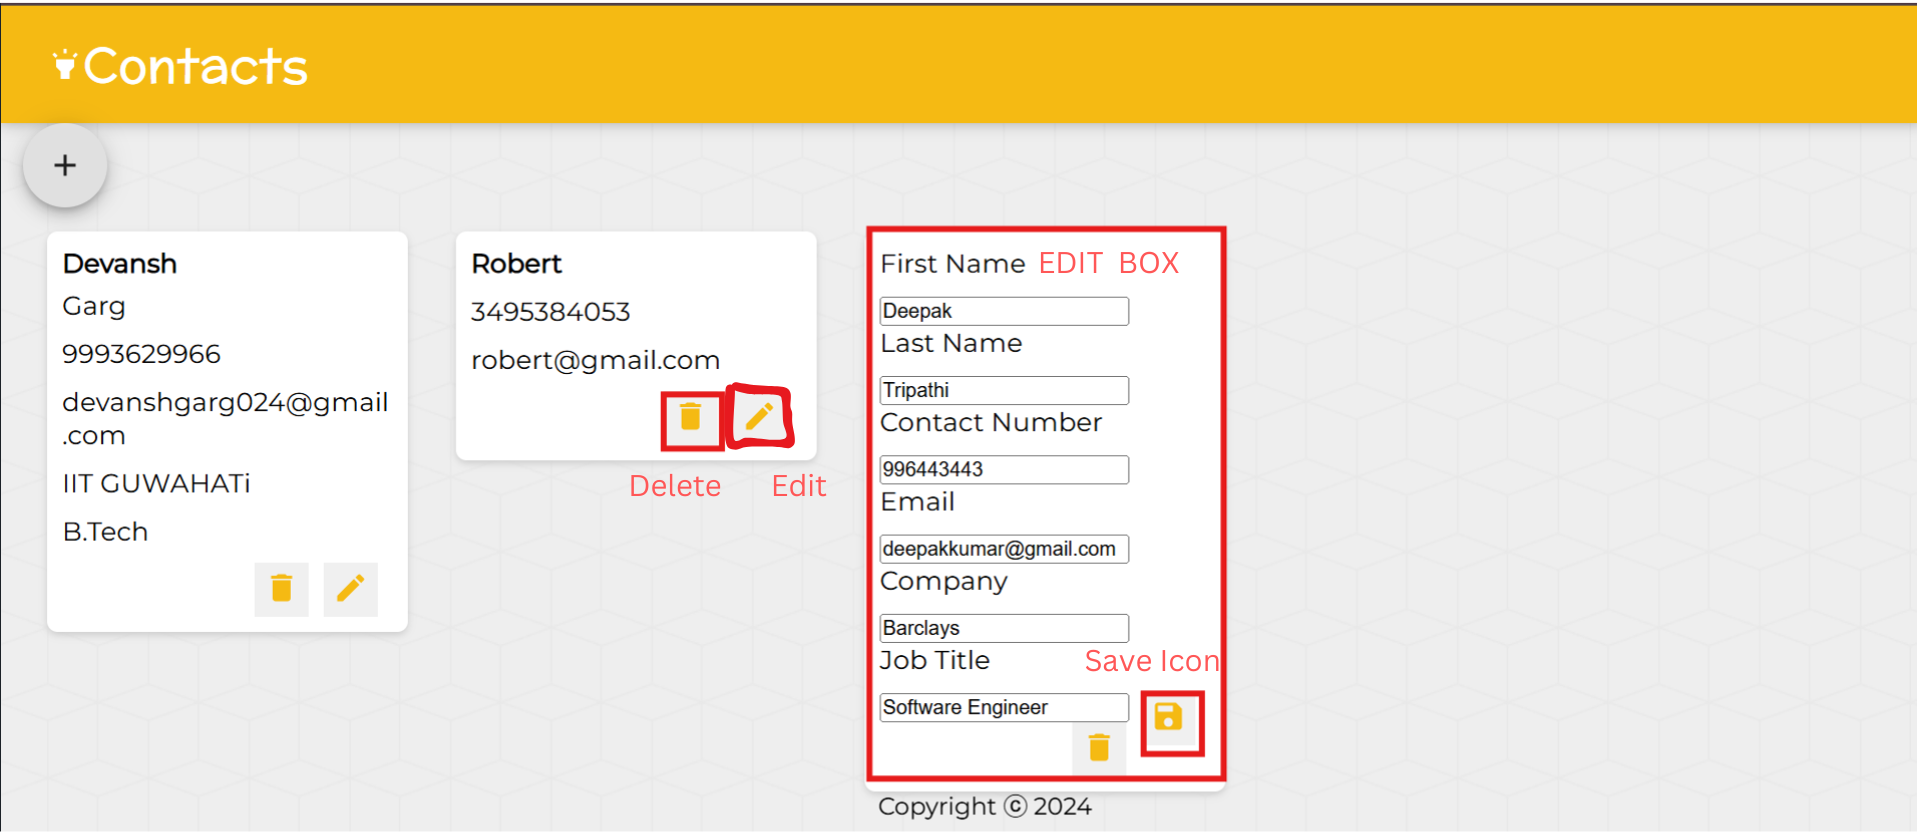 Contacts
+
Devansh
Garg
9993629966
devanshgarg024@gmail
.com
IIT GUWAHATi
B.Tech
Robert
3495384053
robert@gmail.com
Delete Edit
First Name EDIT BOX
Deepak
Last Name
Tripathi
Contact Number
996443443
Email
deepakkumar@gmail.com
Company
Barclays
Job Title Save Icon
Software Engineer
Copyright ⓒ 2024